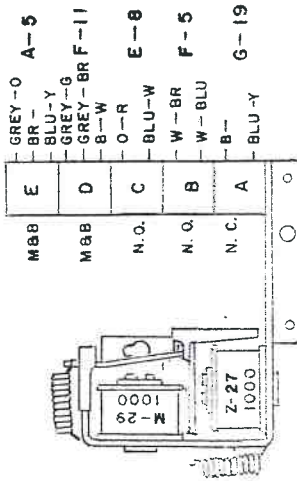 GREY-O
M&B E BR- A-5
BLU-Y
GREY-G
M&B D GREY-BR F-11
B-W
N.O. C O-R E-8
BLU-W
N.O. B W-BR F-5
W-BLU
N.C. A B- G-19
BLU-Y
M-29
1000
Z-27
1000